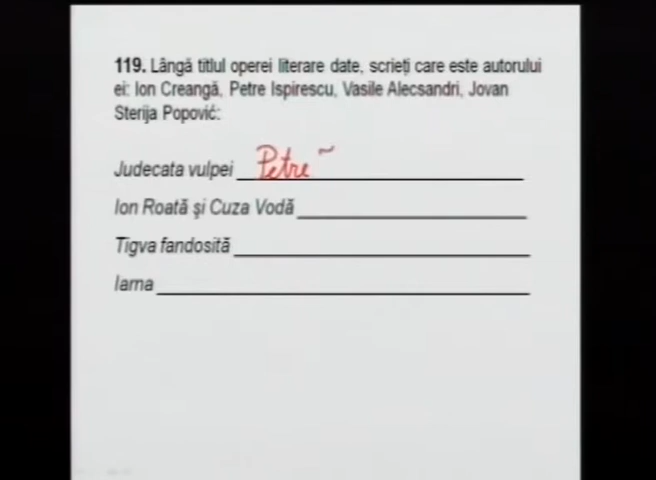 119. Lângă titlul operei literare date, scrieți care este autorului
ei: Ion Creangă, Petre Ispirescu, Vasile Alecsandri, Jovan
Sterija Popović:
Judecata vulpei Petre ~
Ion Roată și Cuza Vodă
Tigva fandosită
Iarna